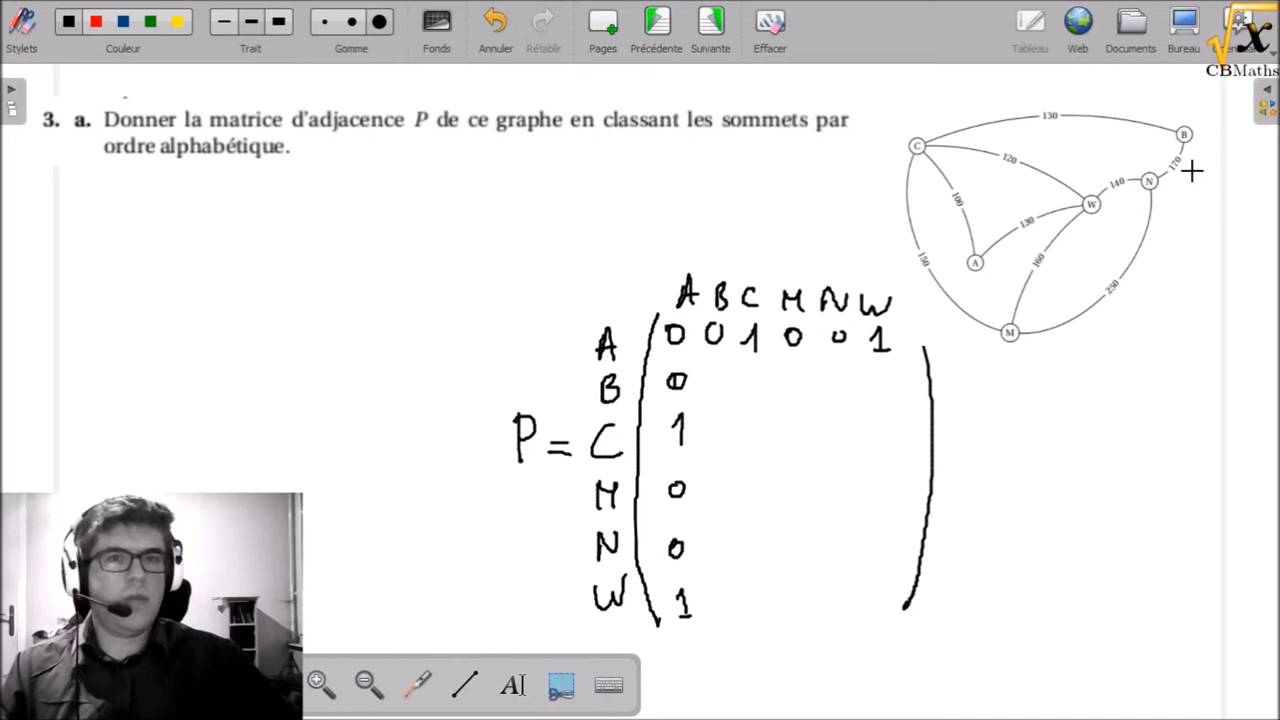 Stylets Couleur Trait Gomme Fonds Annuler Rétablir Pages Précédente Suivante Effacer Tableau Web Documents Bureau
CBMaths
3. a. Donner la matrice d'adjacence P de ce graphe en classant les sommets par
ordre alphabétique.
130
B
C
120
170
140
N
100
W
130
A
150
160
250
M
A B C M N W
A 0 0 1 0 0 1
B 0
P = C 1
M 0
N 0
W 1
AI